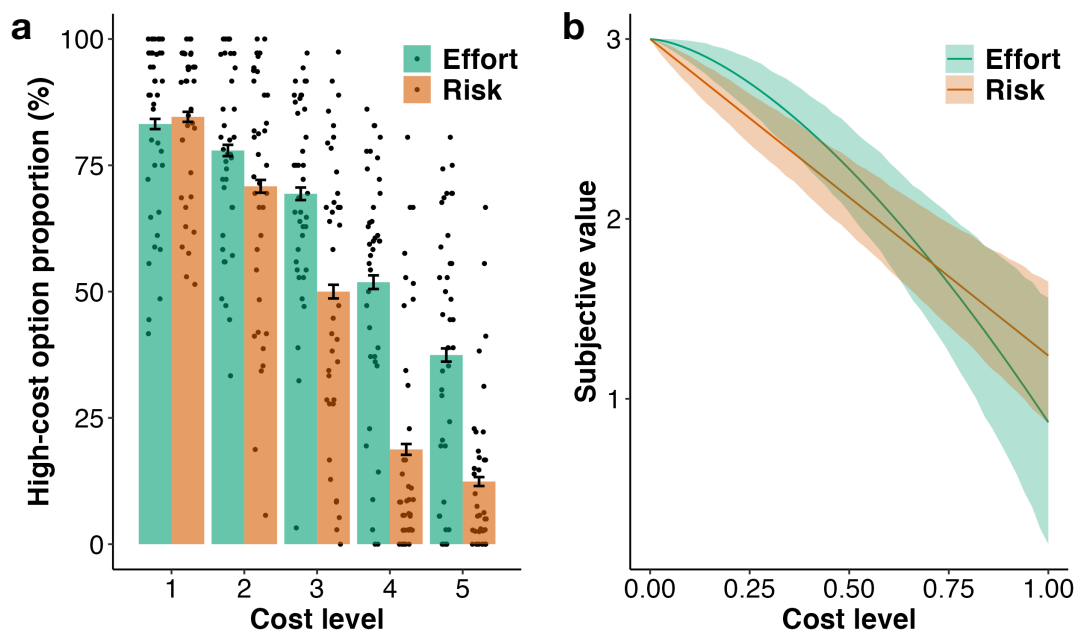 a
High-cost option proportion (%)
100
75
50
25
0
Effort
Risk
1 2 3 4 5
Cost level
b
Subjective value
3
2
1
Effort
Risk
0.00 0.25 0.50 0.75 1.00
Cost level